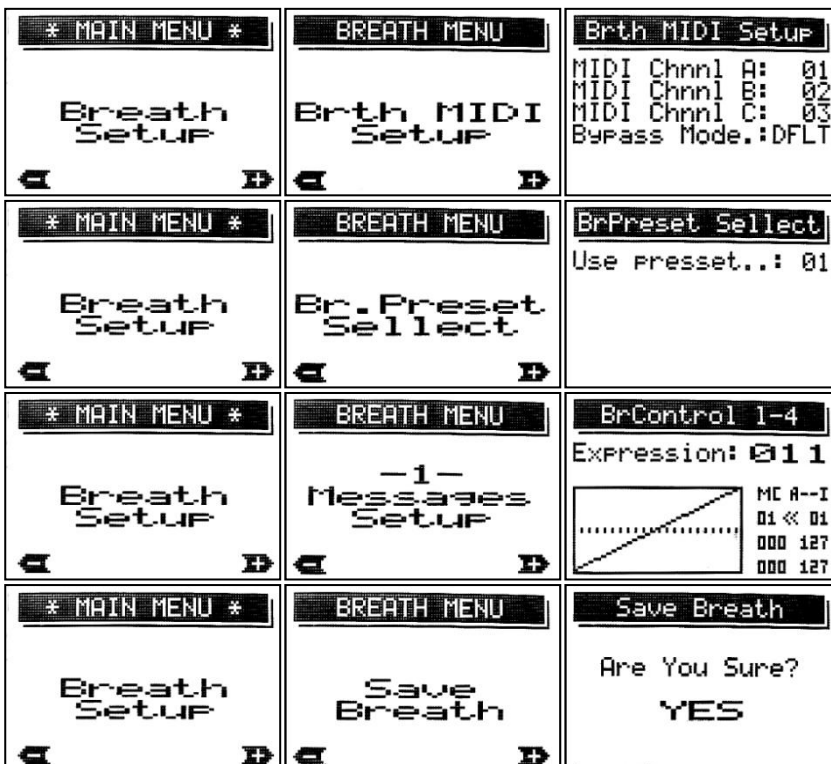 * MAIN MENU *
Breath
Setup
- +
BREATH MENU
Brth MIDI
Setup
- +
Brth MIDI Setup
MIDI Chnnl A: 01
MIDI Chnnl B: 02
MIDI Chnnl C: 03
Bypass Mode.:DFLT
* MAIN MENU *
Breath
Setup
- +
BREATH MENU
Br.Preset
Sellect
- +
BrPreset Sellect
Use presset..: 01
* MAIN MENU *
Breath
Setup
- +
BREATH MENU
-1-
Messages
Setup
- +
BrControl 1-4
Expression: 011
MC A--I
01 << 01
000 127
000 127
* MAIN MENU *
Breath
Setup
- +
BREATH MENU
Save
Breath
- +
Save Breath
Are You Sure?
YES